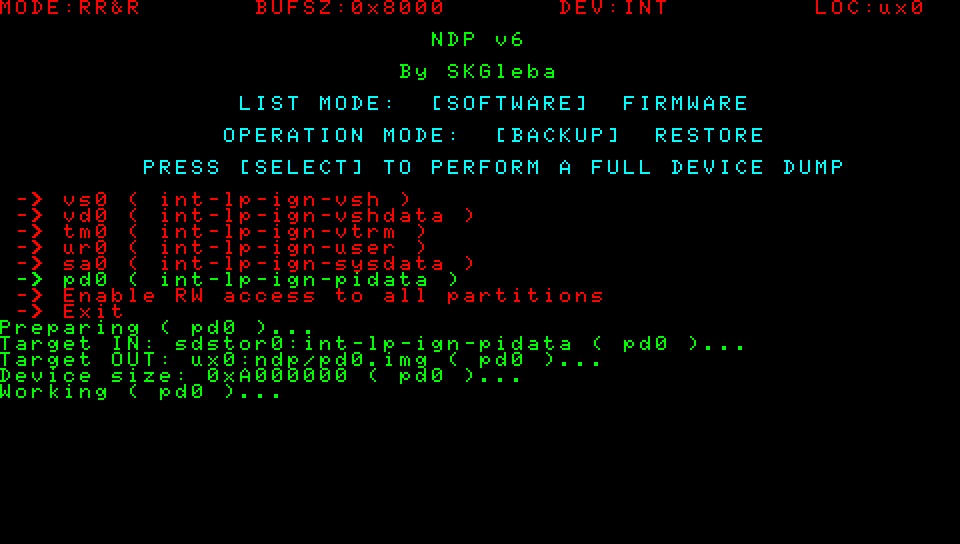 MODE:RR&R BUFSZ:0x8000 DEV:INT LOC:ux0
NDP v6
By SKGleba
LIST MODE: [SOFTWARE] FIRMWARE
OPERATION MODE: [BACKUP] RESTORE
PRESS [SELECT] TO PERFORM A FULL DEVICE DUMP
-> vs0 ( int-lp-ign-vsh )
-> vd0 ( int-lp-ign-vshdata )
-> tm0 ( int-lp-ign-vtrm )
-> ur0 ( int-lp-ign-user )
-> sa0 ( int-lp-ign-sysdata )
-> pd0 ( int-lp-ign-pidata )
-> Enable RW access to all partitions
-> Exit
Preparing ( pd0 )...
Target IN: sdstor0:int-lp-ign-pidata ( pd0 )...
Target OUT: ux0:ndp/pd0.img ( pd0 )...
Device size: 0xA000000 ( pd0 )...
Working ( pd0 )...